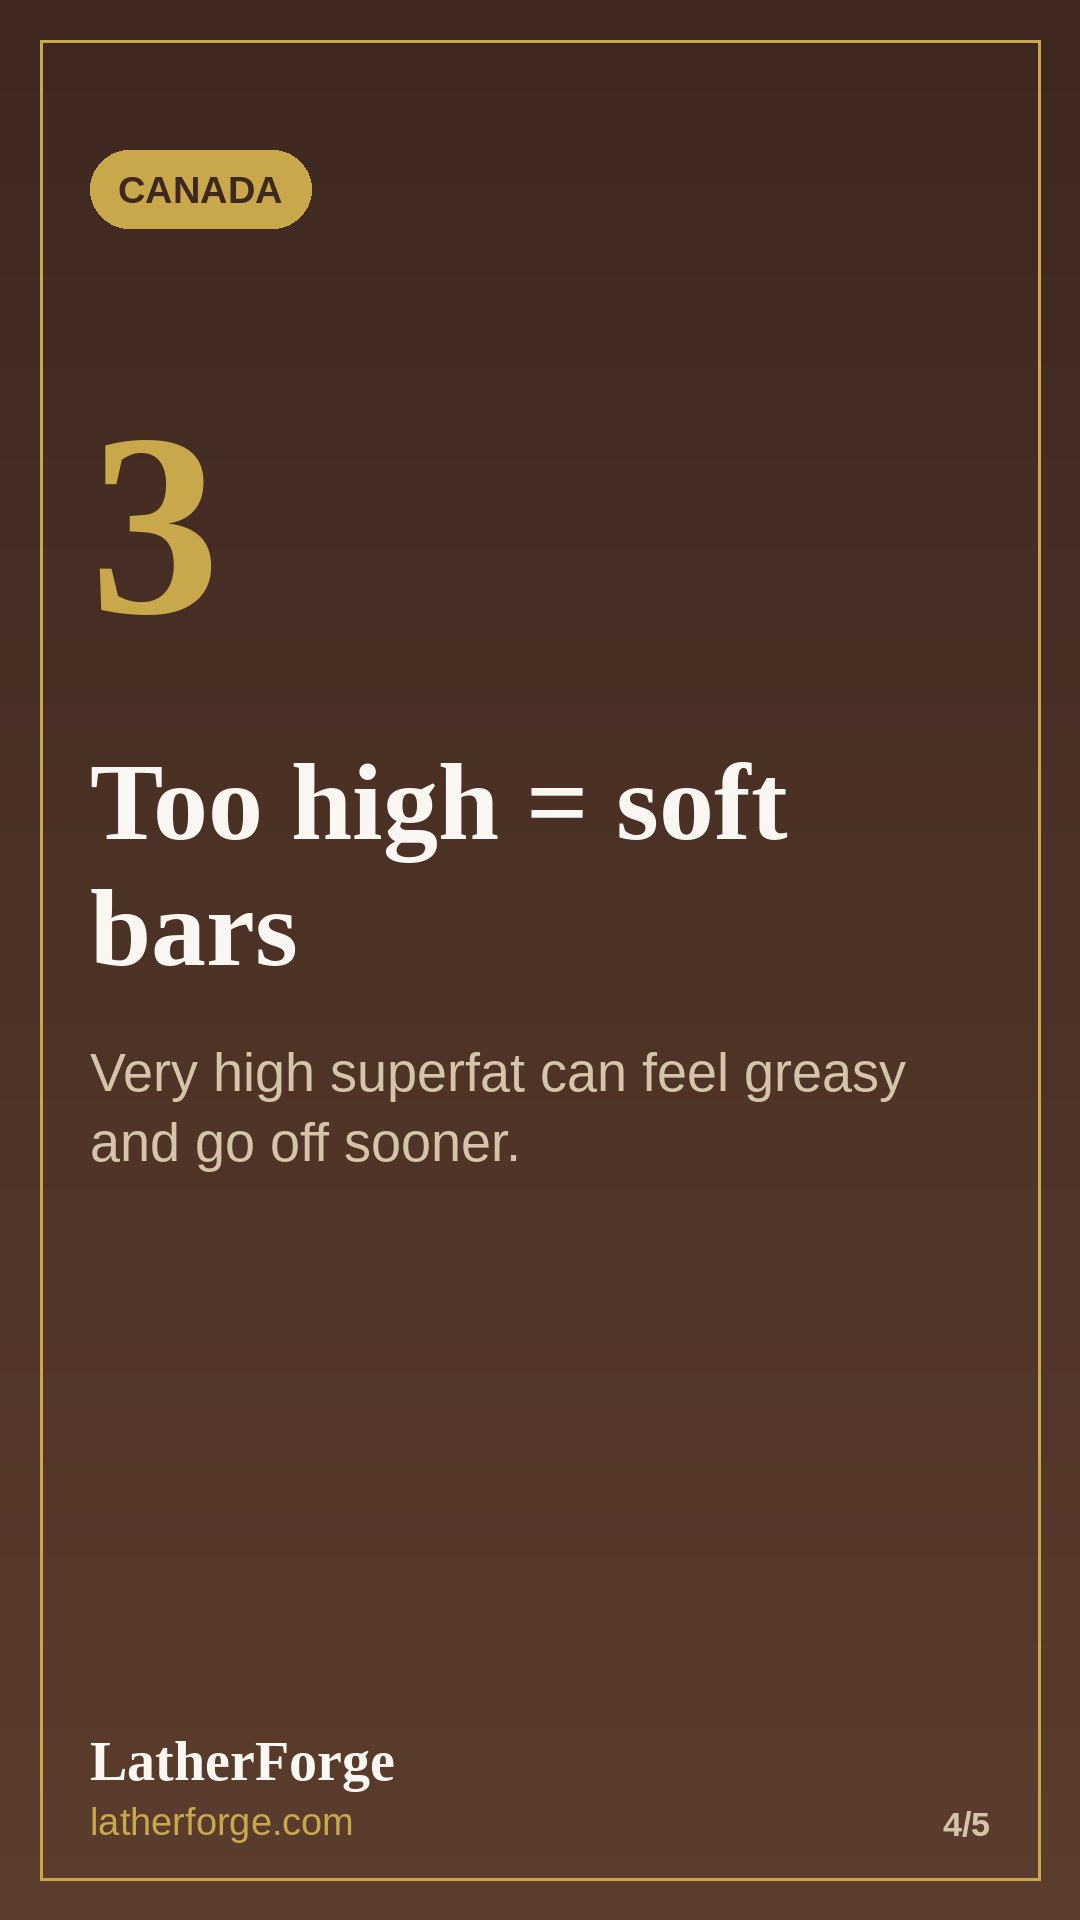 CANADA
3
Too high = soft
bars
Very high superfat can feel greasy
and go off sooner.
LatherForge
latherforge.com
4/5